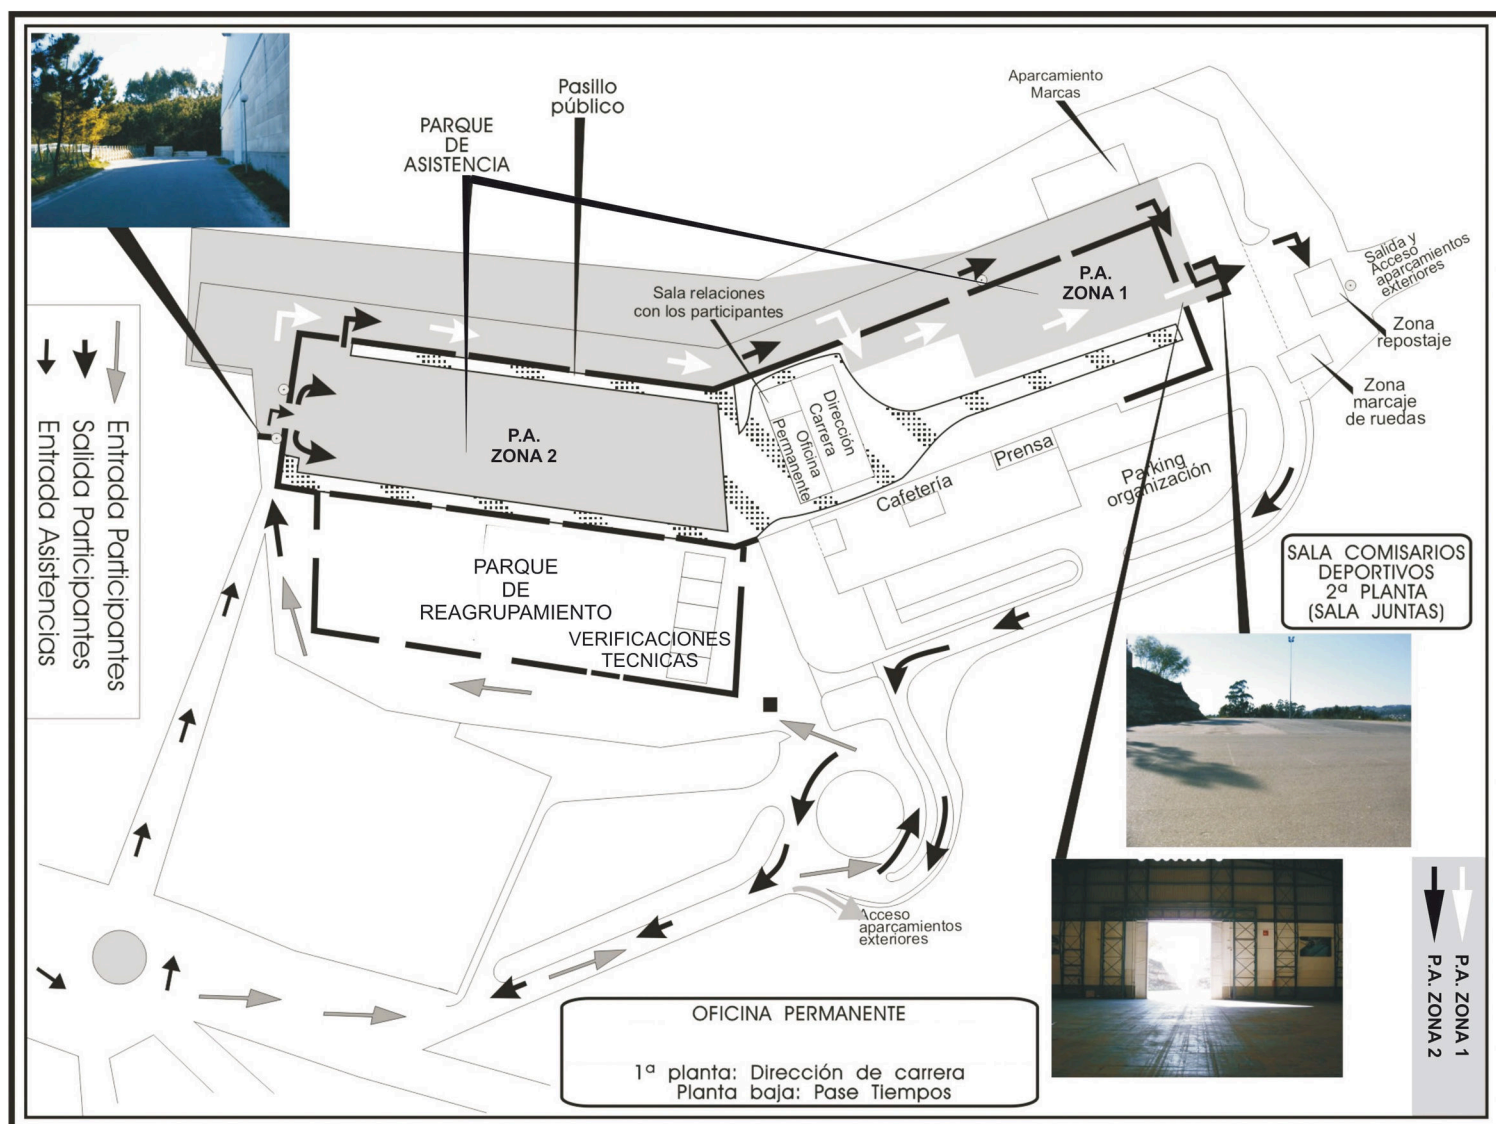 Pasillo
público
PARQUE
DE
ASISTENCIA
Aparcamiento
Marcas
Salida y
Acceso
aparcamientos
exteriores
Sala relaciones
con los participantes
P.A.
ZONA 1
Zona
repostaje
Zona
marcaje
de ruedas
P.A.
ZONA 2
Dirección
Carrera
Oficina
Permanente
Prensa
Cafetería
Parking
organización
Entrada Participantes
Salida Participantes
Entrada Asistencias
PARQUE
DE
REAGRUPAMIENTO
VERIFICACIONES
TECNICAS
SALA COMISARIOS
DEPORTIVOS
2ª PLANTA
(SALA JUNTAS)
Acceso
aparçamientos
exteriores
P.A. ZONA 1
P.A. ZONA 2
OFICINA PERMANENTE
1ª planta: Dirección de carrera
Planta baja: Pase Tiempos